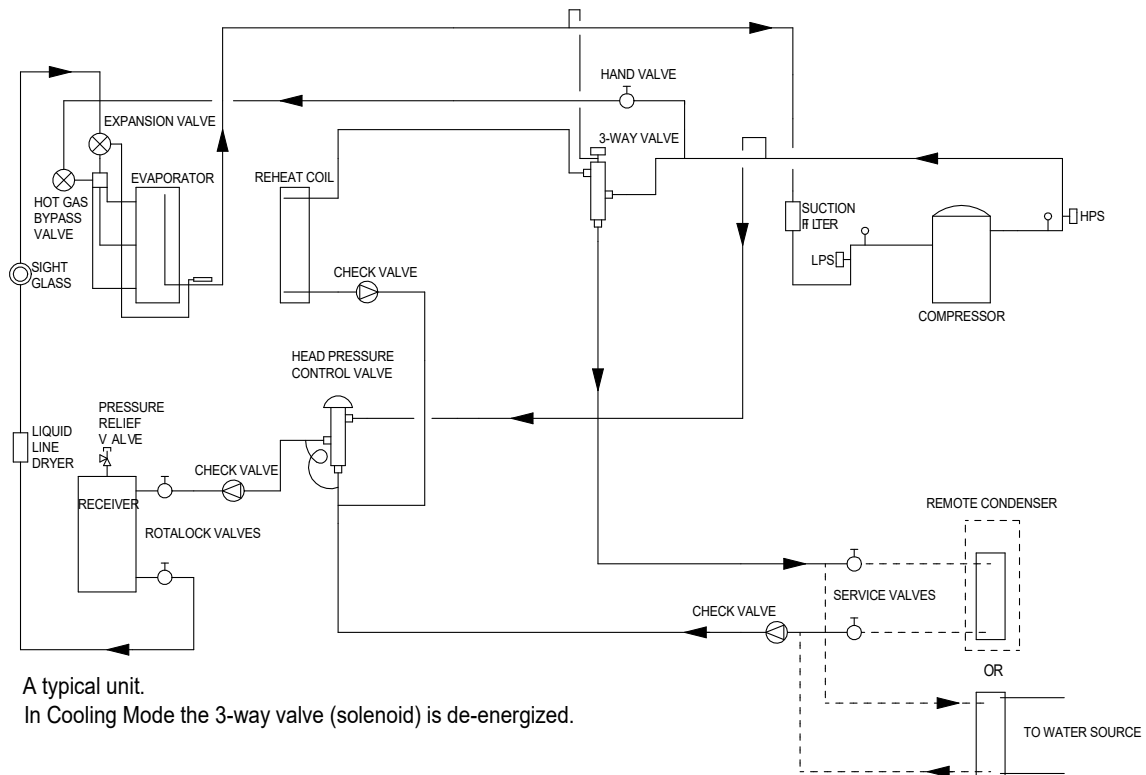 HAND VALVE
EXPANSION VALVE
3-WAY VALVE
EVAPORATOR
REHEAT COIL
HOT GAS
BYPASS
VALVE
SUCTION
FILTER
HPS
LPS
SIGHT
GLASS
CHECK VALVE
COMPRESSOR
HEAD PRESSURE
CONTROL VALVE
PRESSURE
RELIEF
VALVE
LIQUID
LINE
DRYER
CHECK VALVE
RECEIVER
ROTALOCK VALVES
REMOTE CONDENSER
SERVICE VALVES
CHECK VALVE
OR
TO WATER SOURCE
A typical unit.
In Cooling Mode the 3-way valve (solenoid) is de-energized.